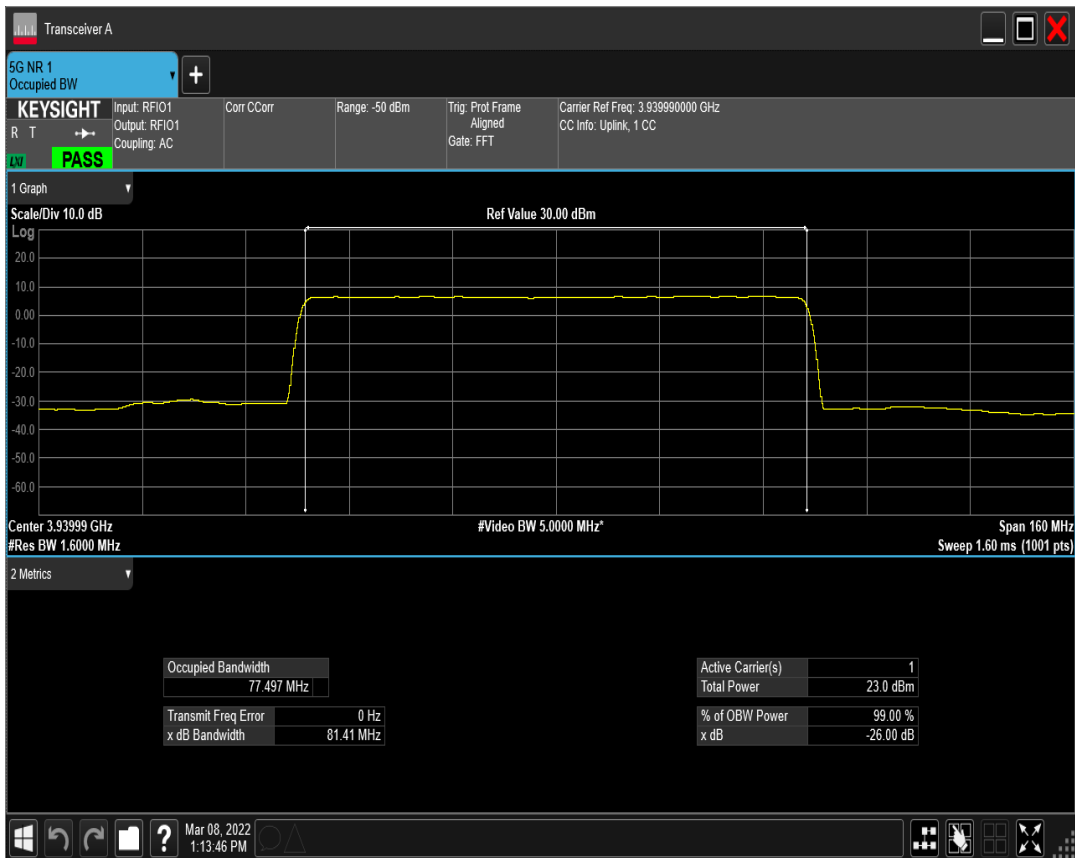 Transceiver A
5G NR 1
Occupied BW
+
KEYSIGHT
R T
LXI
PASS
Input: RFIO1
Output: RFIO1
Coupling: AC
Corr CCorr
Range: -50 dBm
Trig: Prot Frame
Aligned
Gate: FFT
Carrier Ref Freq: 3.939990000 GHz
CC Info: Uplink, 1 CC
1 Graph
Scale/Div 10.0 dB
Ref Value 30.00 dBm
Log
20.0
10.0
0.00
-10.0
-20.0
-30.0
-40.0
-50.0
-60.0
Center 3.93999 GHz
#Video BW 5.0000 MHz*
Span 160 MHz
#Res BW 1.6000 MHz
Sweep 1.60 ms (1001 pts)
2 Metrics
Occupied Bandwidth
77.497 MHz
Transmit Freq Error 0 Hz
x dB Bandwidth 81.41 MHz
Active Carrier(s) 1
Total Power 23.0 dBm
% of OBW Power 99.00 %
x dB -26.00 dB
?
Mar 08, 2022
1:13:46 PM